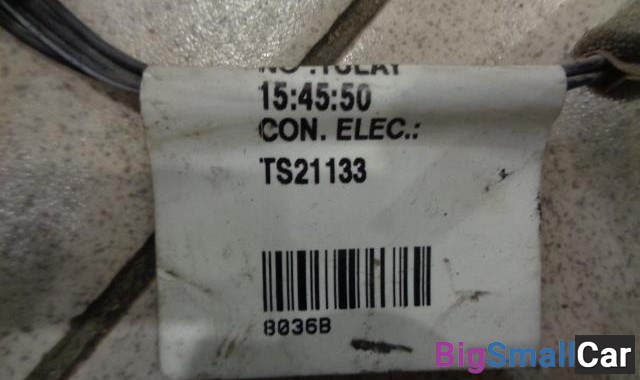 15:45:50
CON. ELEC.:
TS21133
8036B
BigSmallCar